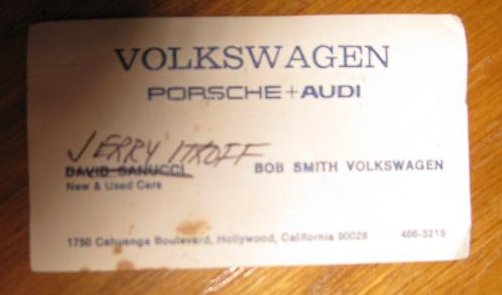 VOLKSWAGEN
PORSCHE+AUDI
JERRY ITROFF
DAVID SANUCCI BOB SMITH VOLKSWAGEN
New & Used Cars
1750 Cahuenga Boulevard, Hollywood, California 90028 466-3215